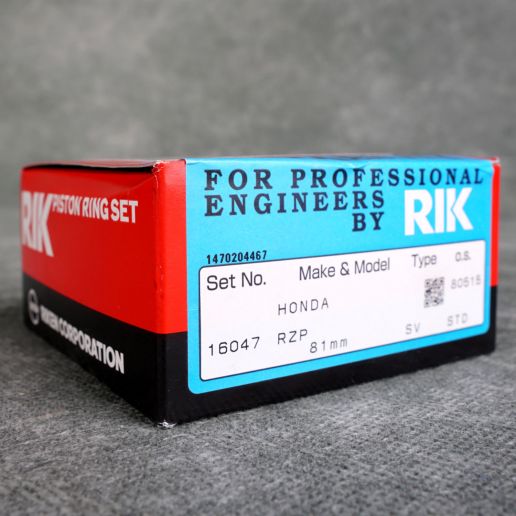 RIK PISTON RING SET
RIKEN CORPORATION
FOR PROFESSIONAL
ENGINEERS
BY RIK
1470204467
Set No. Make & Model Type O.S.
HONDA 8051B
16047 RZP 81mm SV STD